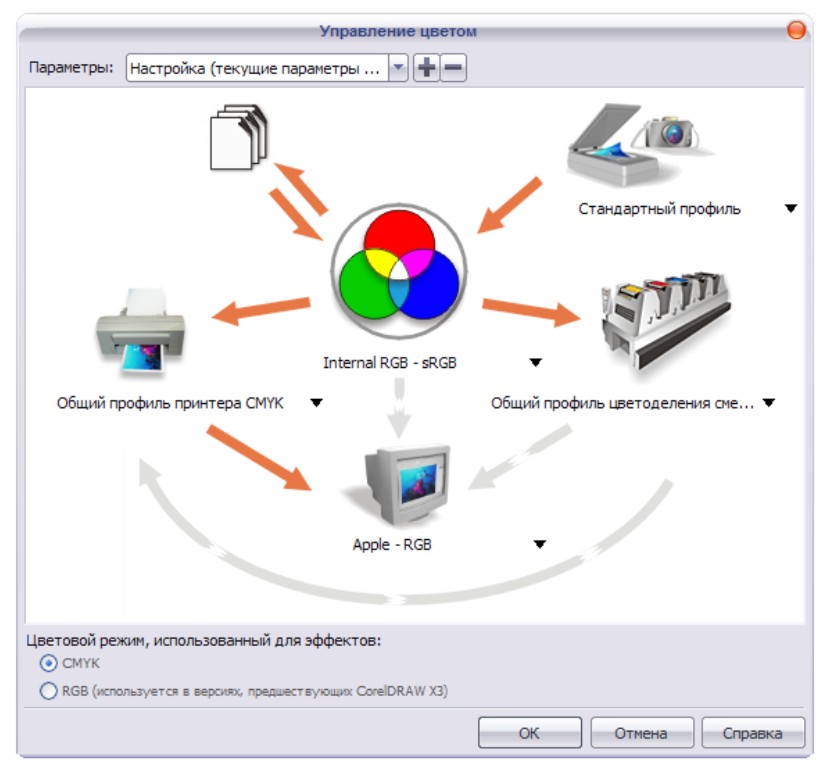 Управление цветом
Параметры: Настройка (текущие параметры ...
Стандартный профиль
Internal RGB - sRGB
Общий профиль принтера CMYK
Общий профиль цветоделения сме...
Apple - RGB
Цветовой режим, использованный для эффектов:
CMYK
RGB (используется в версиях, предшествующих CorelDRAW X3)
ОК Отмена Справка